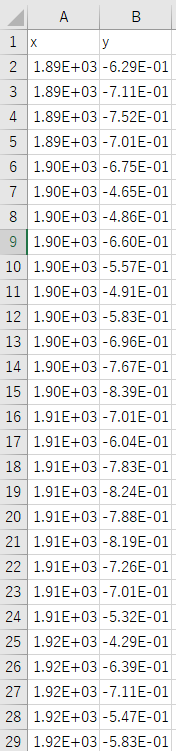 A B
1 x y
2 1.89E+03 -6.29E-01
3 1.89E+03 -7.11E-01
4 1.89E+03 -7.52E-01
5 1.89E+03 -7.01E-01
6 1.90E+03 -6.75E-01
7 1.90E+03 -4.65E-01
8 1.90E+03 -4.86E-01
9 1.90E+03 -6.60E-01
10 1.90E+03 -5.57E-01
11 1.90E+03 -4.91E-01
12 1.90E+03 -5.83E-01
13 1.90E+03 -6.96E-01
14 1.90E+03 -7.67E-01
15 1.90E+03 -8.39E-01
16 1.91E+03 -7.01E-01
17 1.91E+03 -6.04E-01
18 1.91E+03 -7.83E-01
19 1.91E+03 -8.24E-01
20 1.91E+03 -7.88E-01
21 1.91E+03 -8.19E-01
22 1.91E+03 -7.26E-01
23 1.91E+03 -7.01E-01
24 1.91E+03 -5.32E-01
25 1.92E+03 -4.29E-01
26 1.92E+03 -6.39E-01
27 1.92E+03 -7.11E-01
28 1.92E+03 -5.47E-01
29 1.92E+03 -5.83E-01